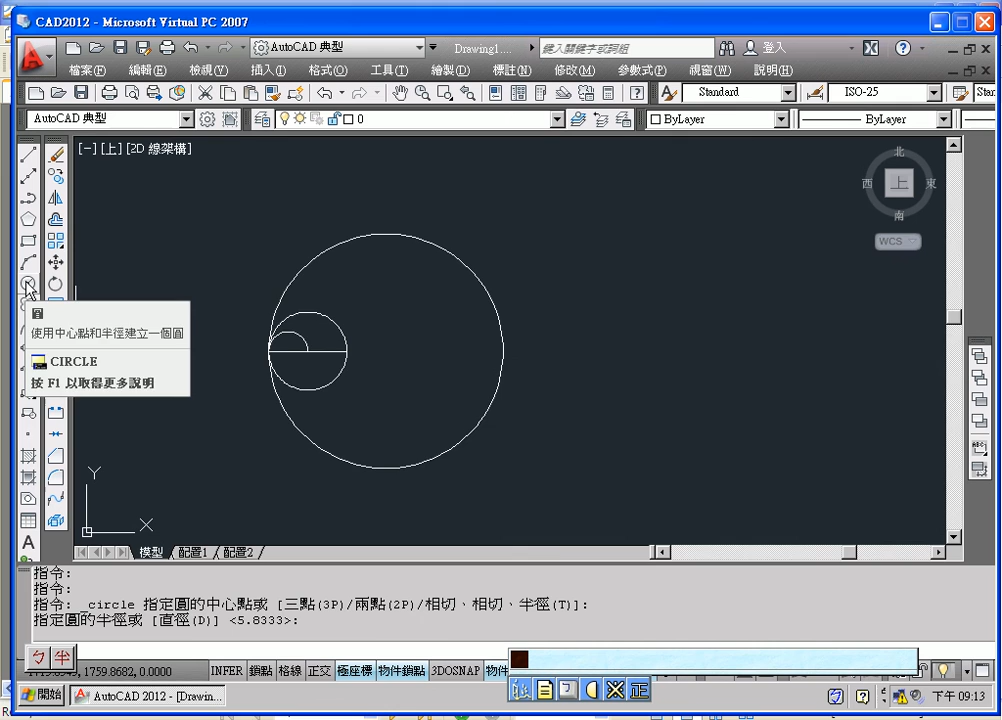 CAD2012 - Microsoft Virtual PC 2007
AutoCAD 典型
Drawing1....
鍵入關鍵字或詞組
登入
檔案(F) 編輯(E) 檢視(V) 插入(I) 格式(O) 工具(T) 繪製(D) 標註(N) 修改(M) 參數式(P) 視窗(W) 說明(H)
Standard
ISO-25
Stan
AutoCAD 典型
0
ByLayer
ByLayer
[-][上][2D 線架構]
北
西
上
東
南
WCS
使用中心點和半徑建立一個圓
CIRCLE
按 F1 以取得更多說明
Y
X
A
模型 配置1 配置2
指令:
指令:
指令: _circle 指定圓的中心點或 [三點(3P)/兩點(2P)/相切、相切、半徑(T)]:
指定圓的半徑或 [直徑(D)] <5.8333>:
ㄅ 半
1759.8682, 0.0000
INFER 鎖點 格線 正交 極座標 物件鎖點 3DOSNAP 物件
正
開始
AutoCAD 2012 - [Drawin...
下午 09:13